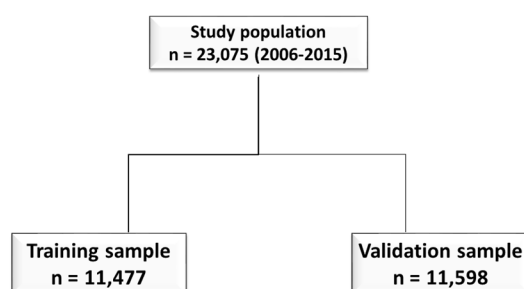 Study population
n = 23,075 (2006-2015)
Training sample
n = 11,477
Validation sample
n = 11,598